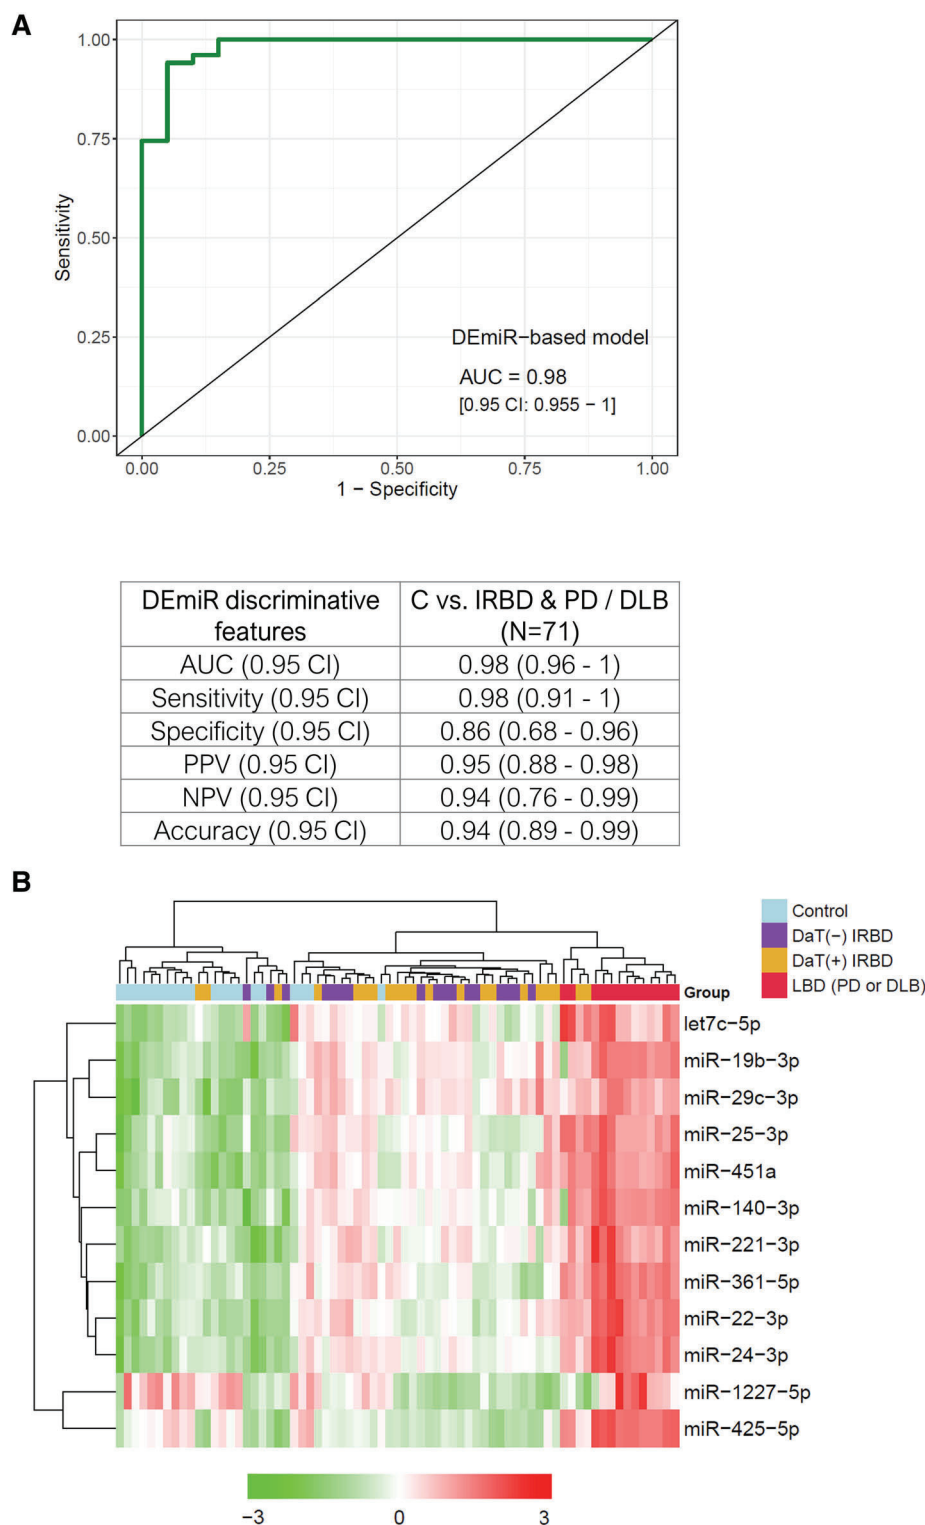 A
1.00
0.75
0.50
0.25
0.00
Sensitivity
DEmiR−based model
AUC = 0.98
[0.95 CI: 0.955 − 1]
0.00 0.25 0.50 0.75 1.00
1 − Specificity
DEmiR discriminative features
C vs. IRBD & PD / DLB (N=71)
AUC (0.95 CI) 0.98 (0.96 - 1)
Sensitivity (0.95 CI) 0.98 (0.91 - 1)
Specificity (0.95 CI) 0.86 (0.68 - 0.96)
PPV (0.95 CI) 0.95 (0.88 - 0.98)
NPV (0.95 CI) 0.94 (0.76 - 0.99)
Accuracy (0.95 CI) 0.94 (0.89 - 0.99)
B
Control
DaT(−) IRBD
DaT(+) IRBD
LBD (PD or DLB)
Group
let7c−5p
miR−19b−3p
miR−29c−3p
miR−25−3p
miR−451a
miR−140−3p
miR−221−3p
miR−361−5p
miR−22−3p
miR−24−3p
miR−1227−5p
miR−425−5p
−3 0 3